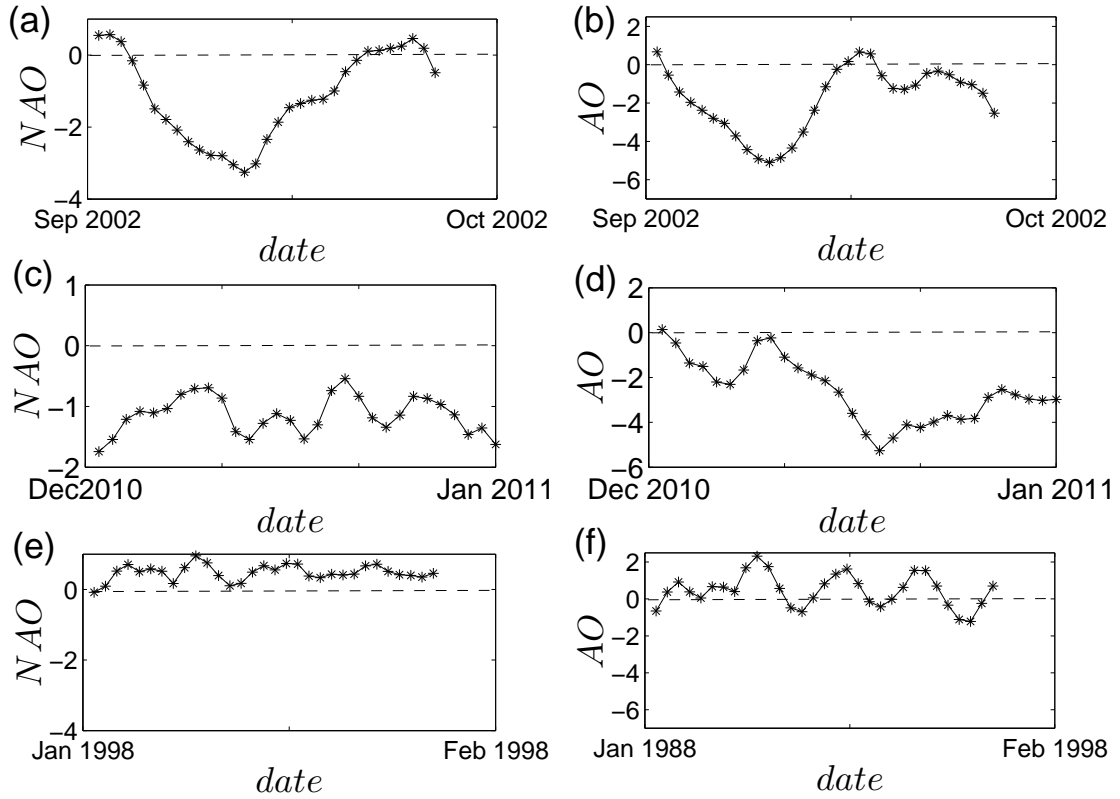 (a)
0
−2
−4
NAO
Sep 2002
Oct 2002
date
(b)
2
0
−2
−4
−6
AO
Sep 2002
Oct 2002
date
(c)
1
0
−1
−2
NAO
Dec2010
Jan 2011
date
(d)
2
0
−2
−4
−6
AO
Dec 2010
Jan 2011
date
(e)
0
−2
−4
NAO
Jan 1998
Feb 1998
date
(f)
2
0
−2
−4
−6
AO
Jan 1988
Feb 1998
date